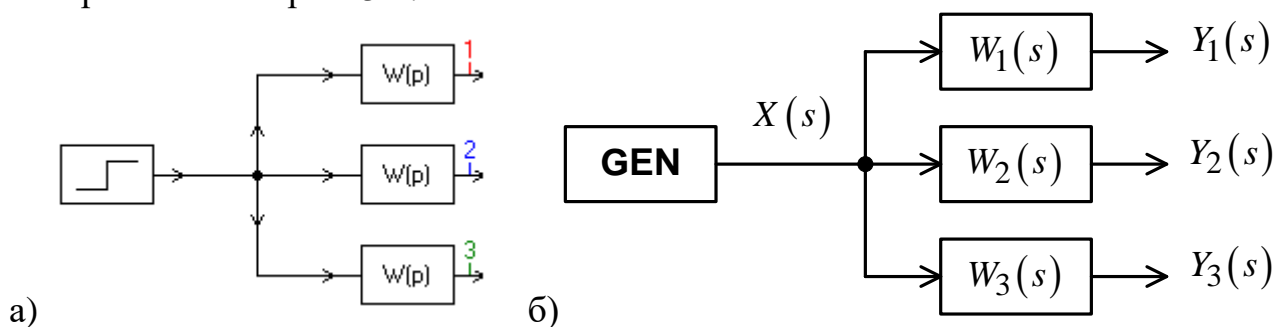 1
W(p)
2
W(p)
3
W(p)
а)
GEN
X(s)
W₁(s)
Y₁(s)
W₂(s)
Y₂(s)
W₃(s)
Y₃(s)
б)